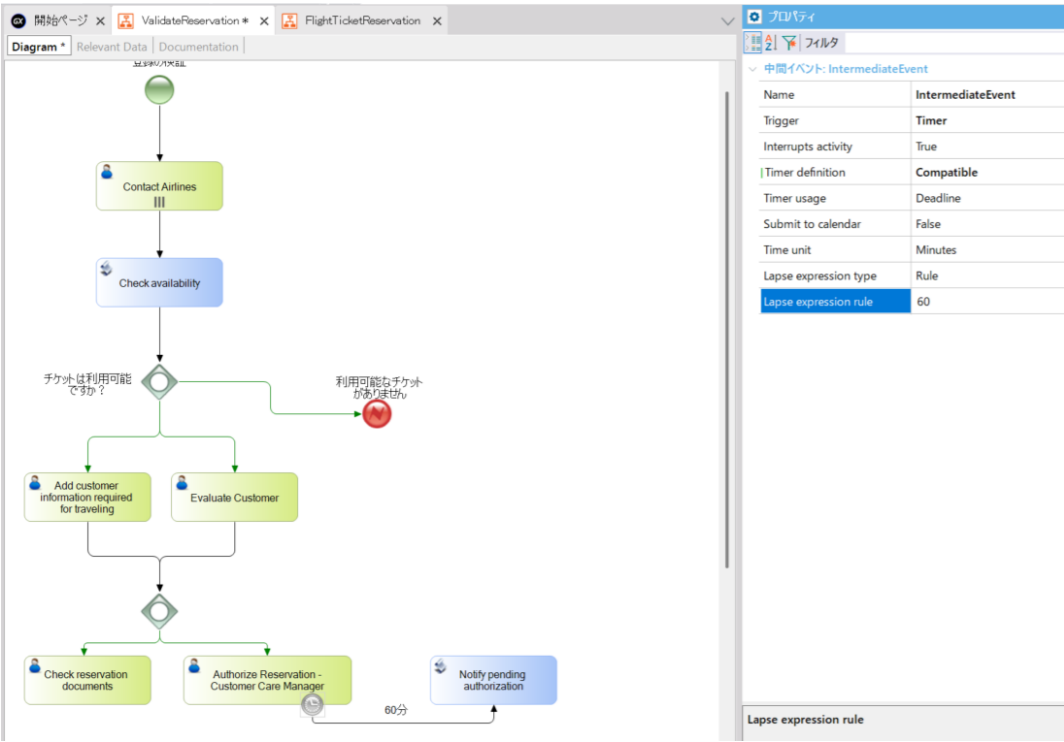 開始ページ
ValidateReservation *
FlightTicketReservation
Diagram *
Relevant Data
Documentation
登録の検証
Contact Airlines
Check availability
チケットは利用可能
ですか？
利用可能なチケット
がありません
Add customer
information required
for traveling
Evaluate Customer
Check reservation
documents
Authorize Reservation -
Customer Care Manager
Notify pending
authorization
60分
プロパティ
フィルタ
中間イベント: IntermediateEvent
Name IntermediateEvent
Trigger Timer
Interrupts activity True
Timer definition Compatible
Timer usage Deadline
Submit to calendar False
Time unit Minutes
Lapse expression type Rule
Lapse expression rule 60
Lapse expression rule